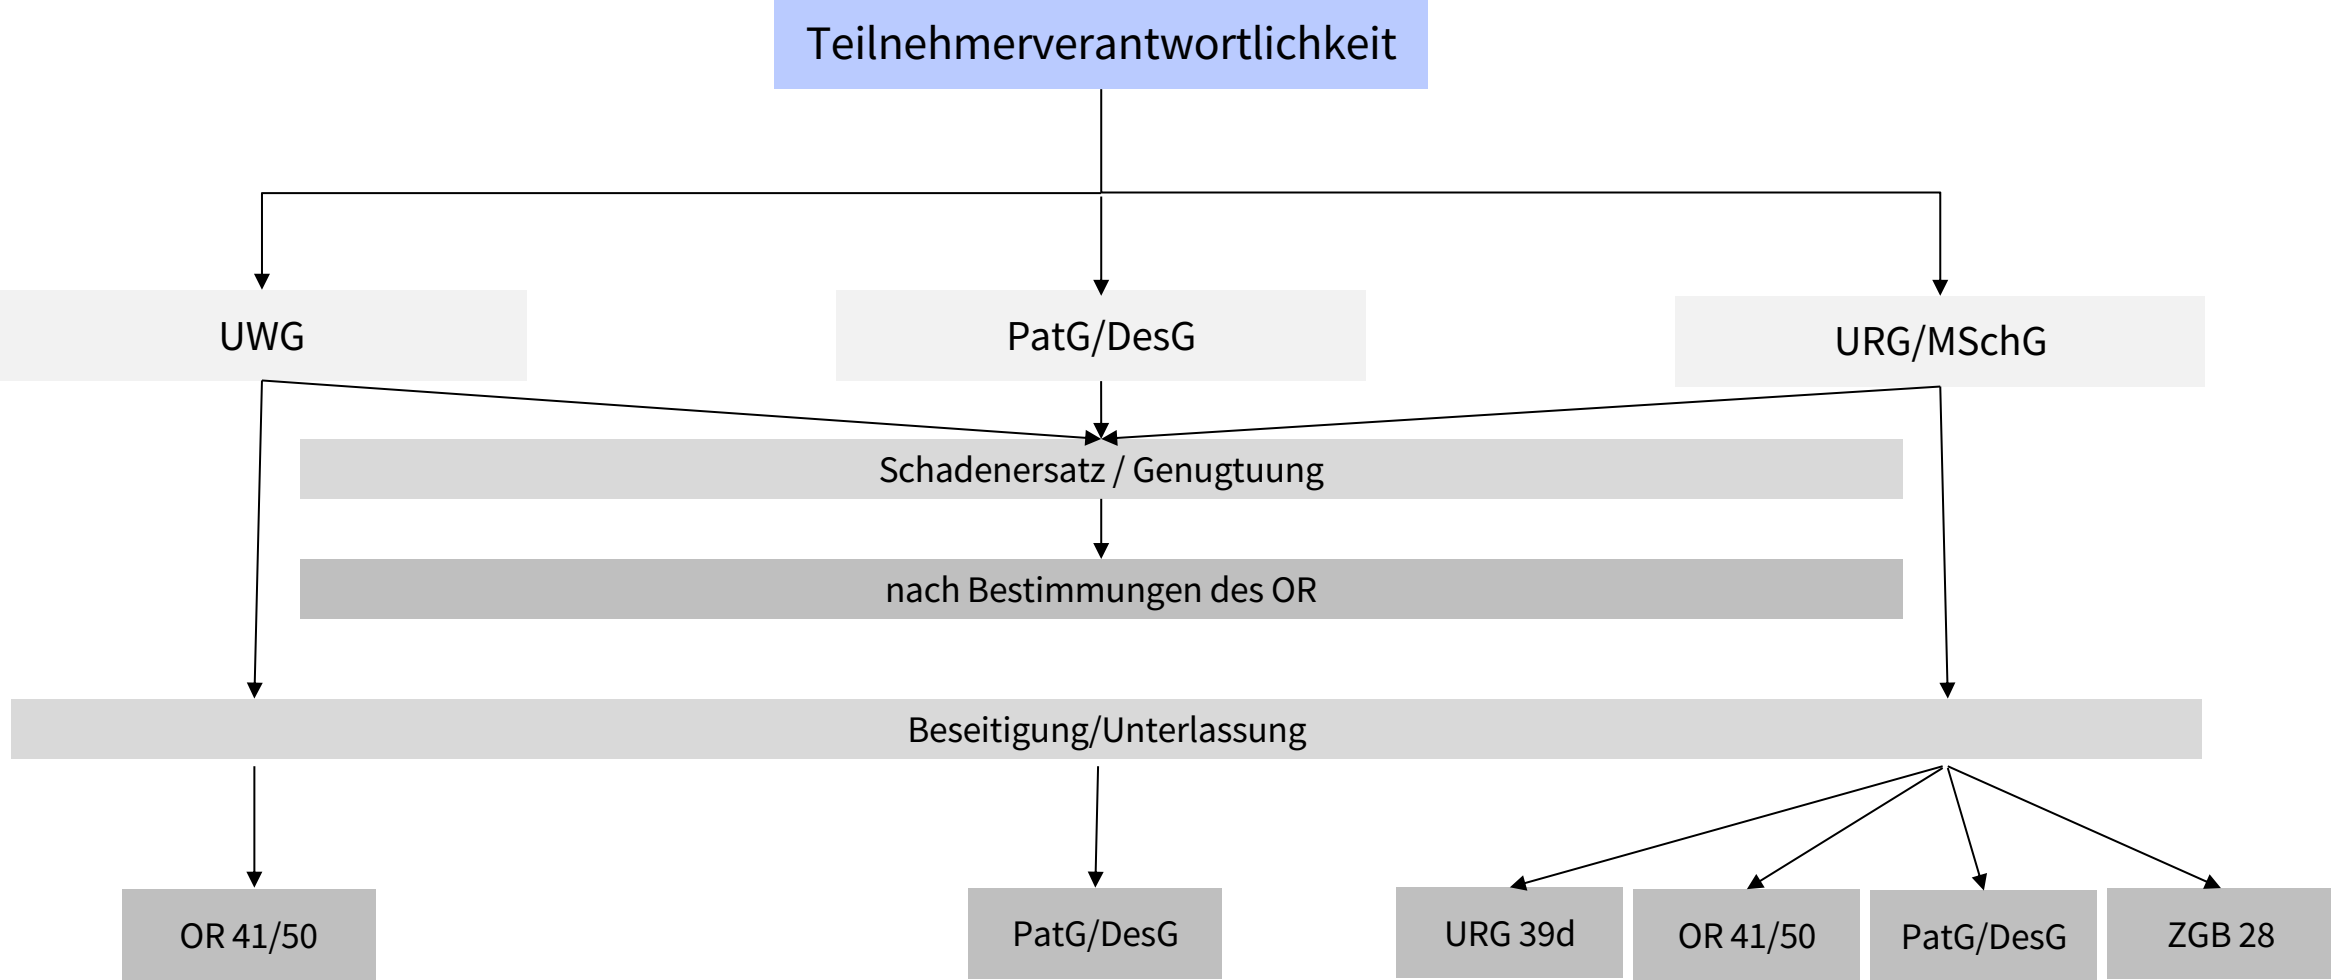 Teilnehmerverantwortlichkeit
UWG
PatG/DesG
URG/MSchG
Schadenersatz / Genugtuung
nach Bestimmungen des OR
Beseitigung/Unterlassung
OR 41/50
PatG/DesG
URG 39d
OR 41/50
PatG/DesG
ZGB 28